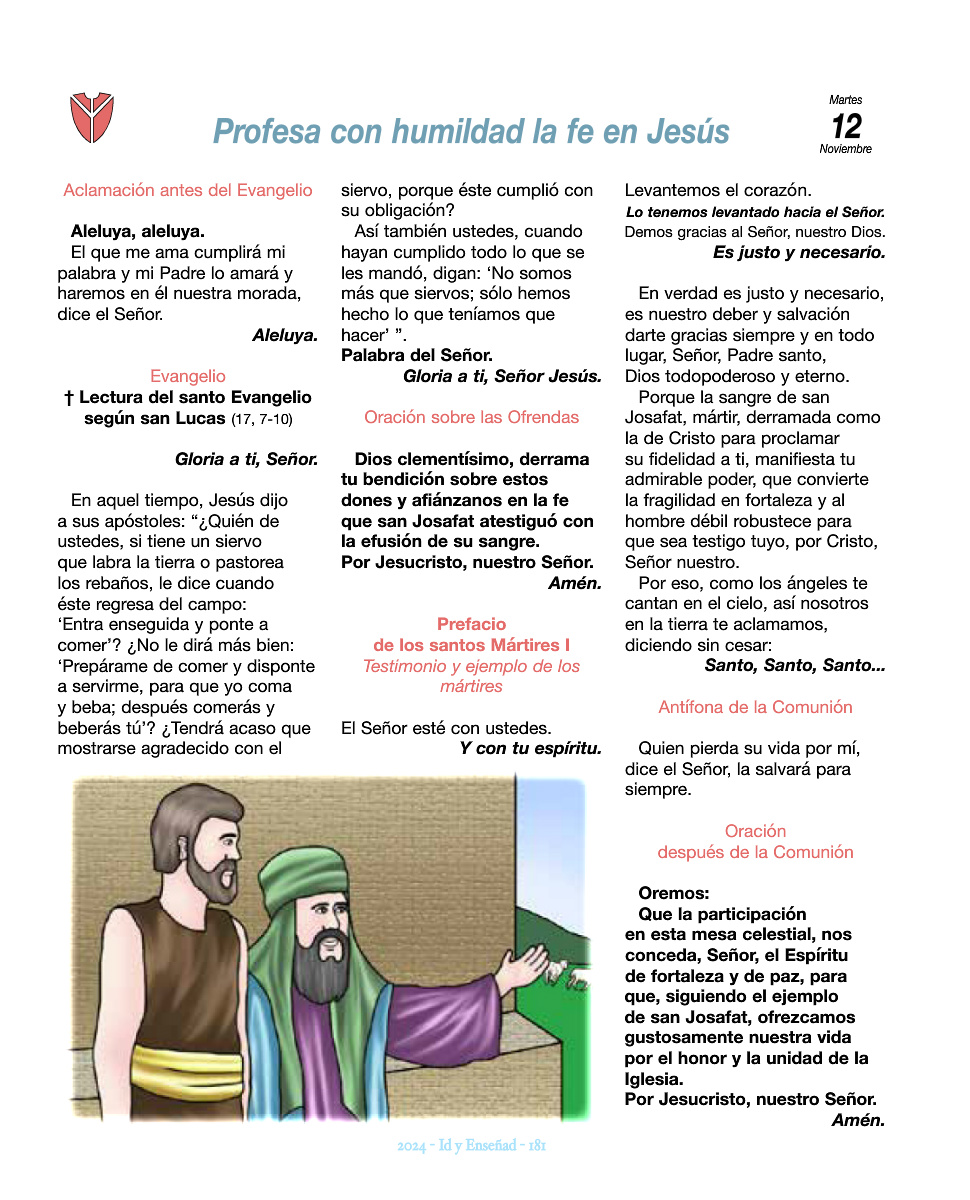 Profesa con humildad la fe en Jesús
Martes
12
Noviembre
Aclamación antes del Evangelio
Aleluya, aleluya.
El que me ama cumplirá mi
palabra y mi Padre lo amará y
haremos en él nuestra morada,
dice el Señor.
Aleluya.
Evangelio
† Lectura del santo Evangelio
según san Lucas (17, 7-10)
Gloria a ti, Señor.
En aquel tiempo, Jesús dijo
a sus apóstoles: “¿Quién de
ustedes, si tiene un siervo
que labra la tierra o pastorea
los rebaños, le dice cuando
éste regresa del campo:
‘Entra enseguida y ponte a
comer’? ¿No le dirá más bien:
‘Prepárame de comer y disponte
a servirme, para que yo coma
y beba; después comerás y
beberás tú’? ¿Tendrá acaso que
mostrarse agradecido con el
siervo, porque éste cumplió con
su obligación?
Así también ustedes, cuando
hayan cumplido todo lo que se
les mandó, digan: ‘No somos
más que siervos; sólo hemos
hecho lo que teníamos que
hacer’ ”.
Palabra del Señor.
Gloria a ti, Señor Jesús.
Oración sobre las Ofrendas
Dios clementísimo, derrama
tu bendición sobre estos
dones y afiánzanos en la fe
que san Josafat atestiguó con
la efusión de su sangre.
Por Jesucristo, nuestro Señor.
Amén.
Prefacio
de los santos Mártires I
Testimonio y ejemplo de los
mártires
El Señor esté con ustedes.
Y con tu espíritu.
Levantemos el corazón.
Lo tenemos levantado hacia el Señor.
Demos gracias al Señor, nuestro Dios.
Es justo y necesario.
En verdad es justo y necesario,
es nuestro deber y salvación
darte gracias siempre y en todo
lugar, Señor, Padre santo,
Dios todopoderoso y eterno.
Porque la sangre de san
Josafat, mártir, derramada como
la de Cristo para proclamar
su fidelidad a ti, manifiesta tu
admirable poder, que convierte
la fragilidad en fortaleza y al
hombre débil robustece para
que sea testigo tuyo, por Cristo,
Señor nuestro.
Por eso, como los ángeles te
cantan en el cielo, así nosotros
en la tierra te aclamamos,
diciendo sin cesar:
Santo, Santo, Santo...
Antífona de la Comunión
Quien pierda su vida por mí,
dice el Señor, la salvará para
siempre.
Oración
después de la Comunión
Oremos:
Que la participación
en esta mesa celestial, nos
conceda, Señor, el Espíritu
de fortaleza y de paz, para
que, siguiendo el ejemplo
de san Josafat, ofrezcamos
gustosamente nuestra vida
por el honor y la unidad de la
Iglesia.
Por Jesucristo, nuestro Señor.
Amén.
2024 - Id y Enseñad - 181